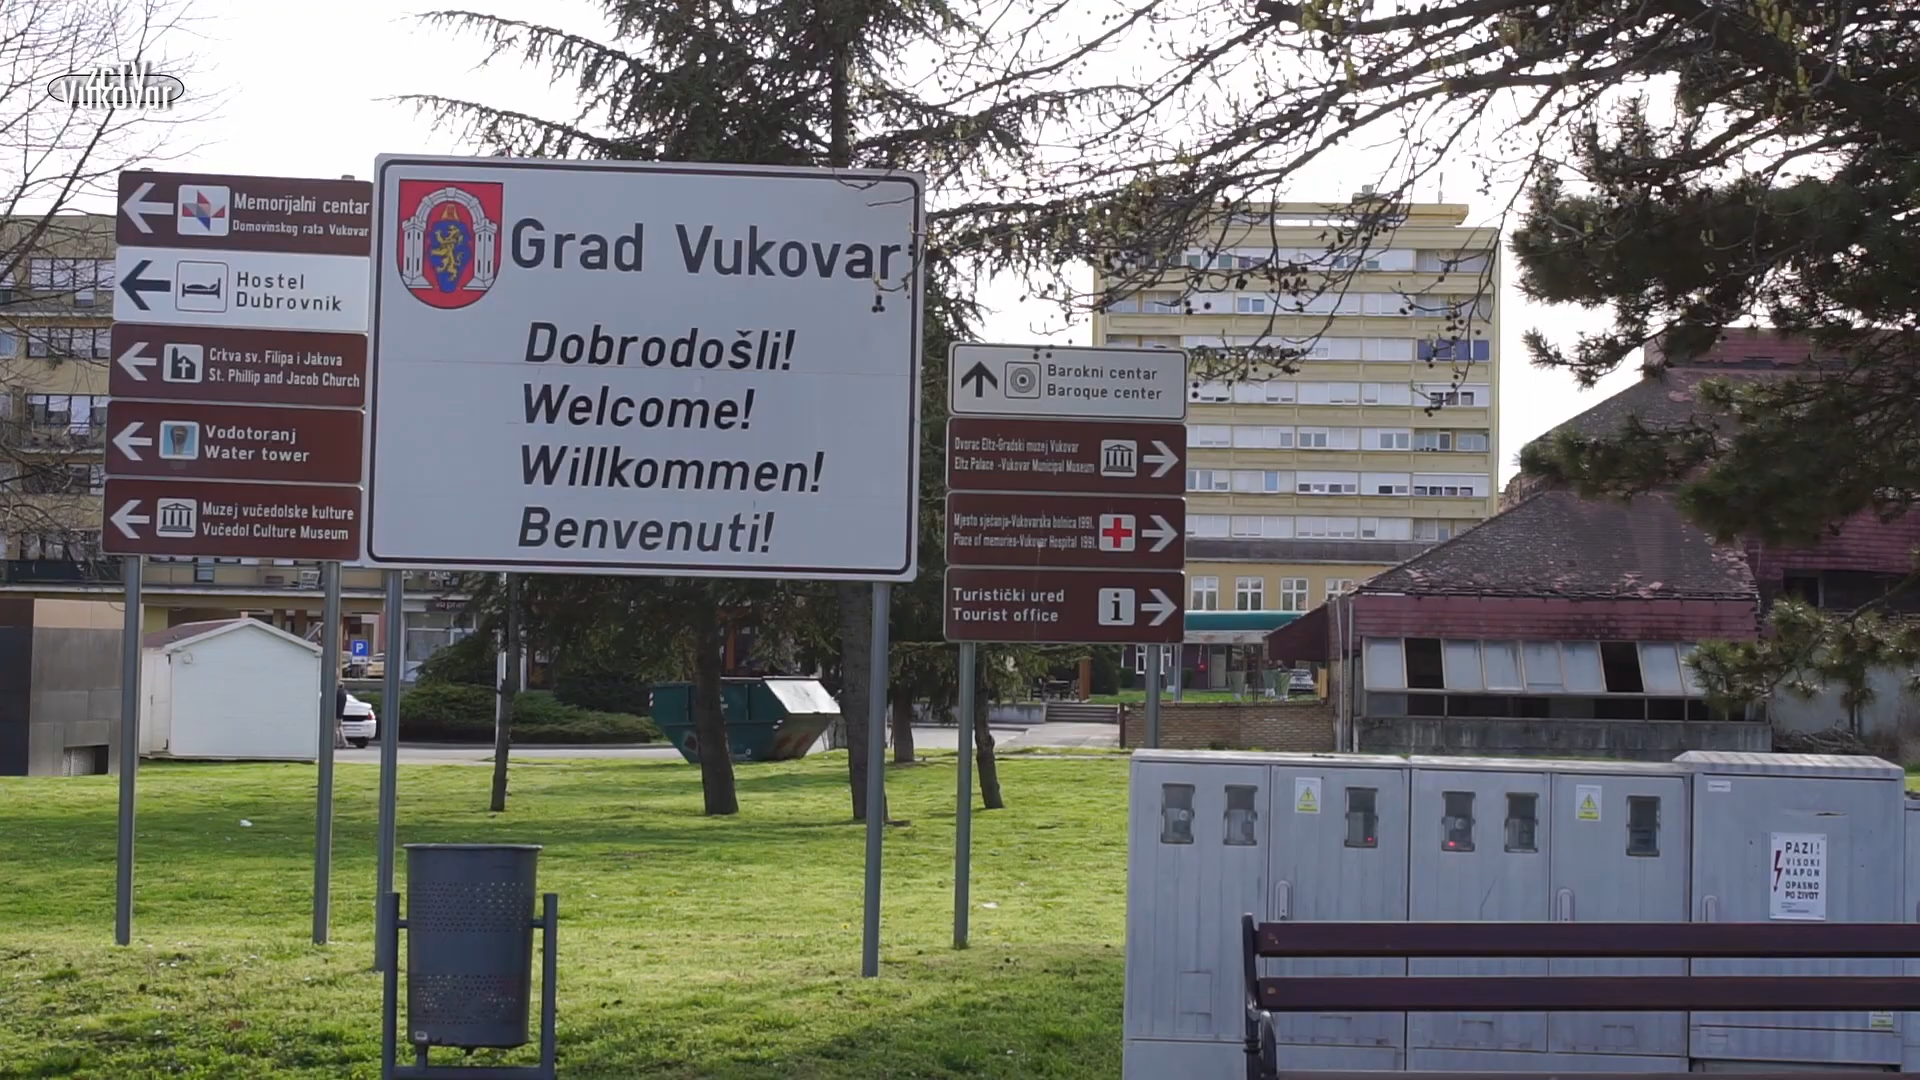 ZGTV
Vukovar
Memorijalni centar
Domovinskog rata Vukovar
Hostel
Dubrovnik
Crkva sv. Filipa i Jakova
St. Phillip and Jacob Church
Vodotoranj
Water tower
Muzej vučedolske kulture
Vučedol Culture Museum
Grad Vukovar
Dobrodošli!
Welcome!
Willkommen!
Benvenuti!
Barokni centar
Baroque center
Dvorac Eltz-Gradski muzej Vukovar
Eltz Palace -Vukovar Municipal Museum
Mjesto sjećanja-Vukovarska bolnica 1991.
Place of memories-Vukovar Hospital 1991.
Turistički ured
Tourist office
P
PAZI!
VISOKI
NAPON
OPASNO
PO ŽIVOT